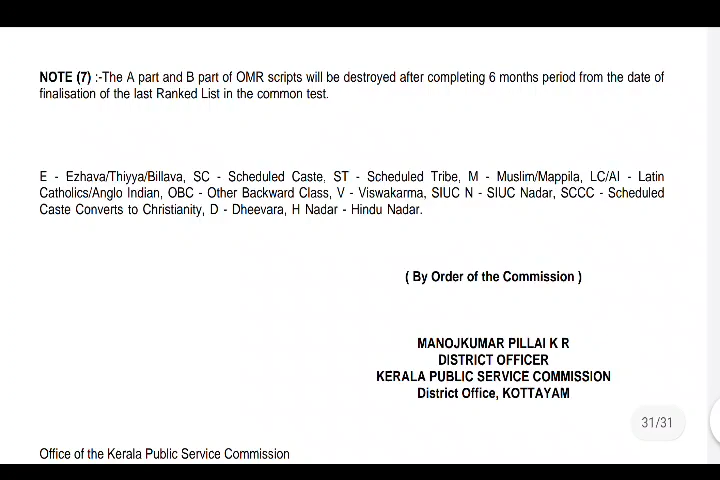 NOTE (7) :-The A part and B part of OMR scripts will be destroyed after completing 6 months period from the date of
finalisation of the last Ranked List in the common test.
E - Ezhava/Thiyya/Billava, SC - Scheduled Caste, ST - Scheduled Tribe, M - Muslim/Mappila, LC/AI - Latin
Catholics/Anglo Indian, OBC - Other Backward Class, V - Viswakarma, SIUC N - SIUC Nadar, SCCC - Scheduled
Caste Converts to Christianity, D - Dheevara, H Nadar - Hindu Nadar.
( By Order of the Commission )
MANOJKUMAR PILLAI K R
DISTRICT OFFICER
KERALA PUBLIC SERVICE COMMISSION
District Office, KOTTAYAM
31/31
Office of the Kerala Public Service Commission